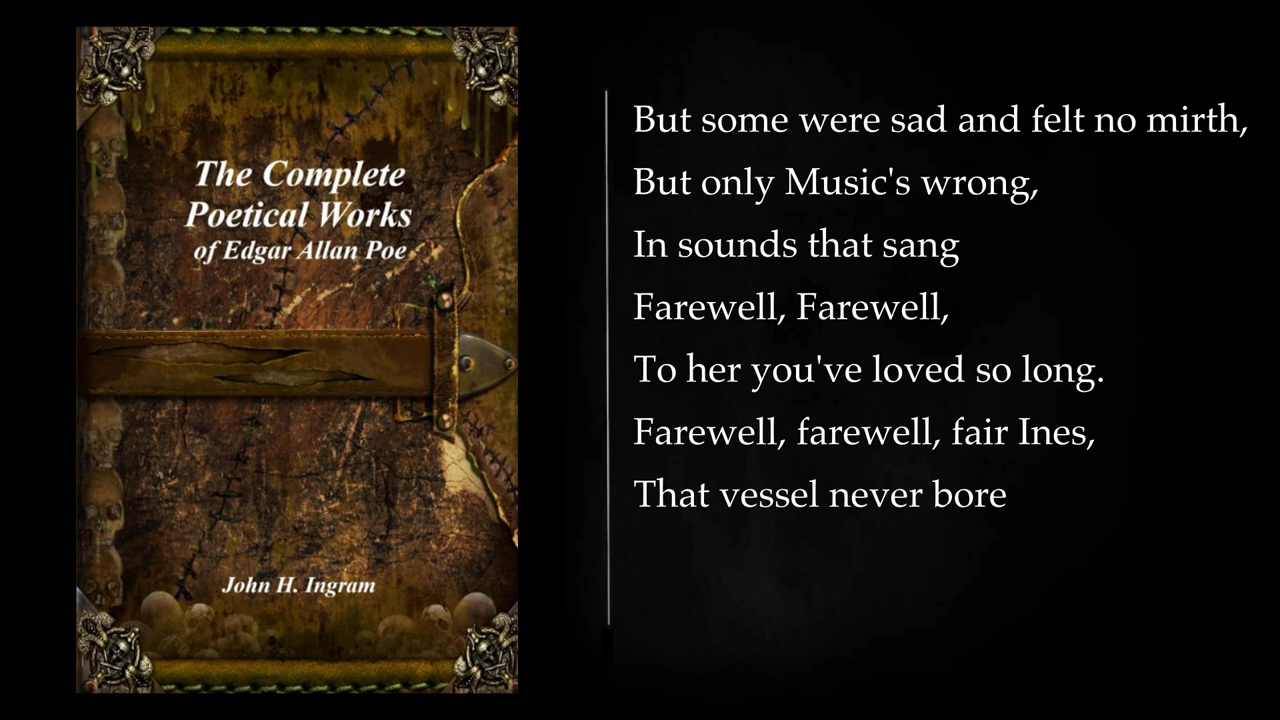 The Complete
Poetical Works
of Edgar Allan Poe
John H. Ingram
But some were sad and felt no mirth,
But only Music's wrong,
In sounds that sang
Farewell, Farewell,
To her you've loved so long.
Farewell, farewell, fair Ines,
That vessel never bore